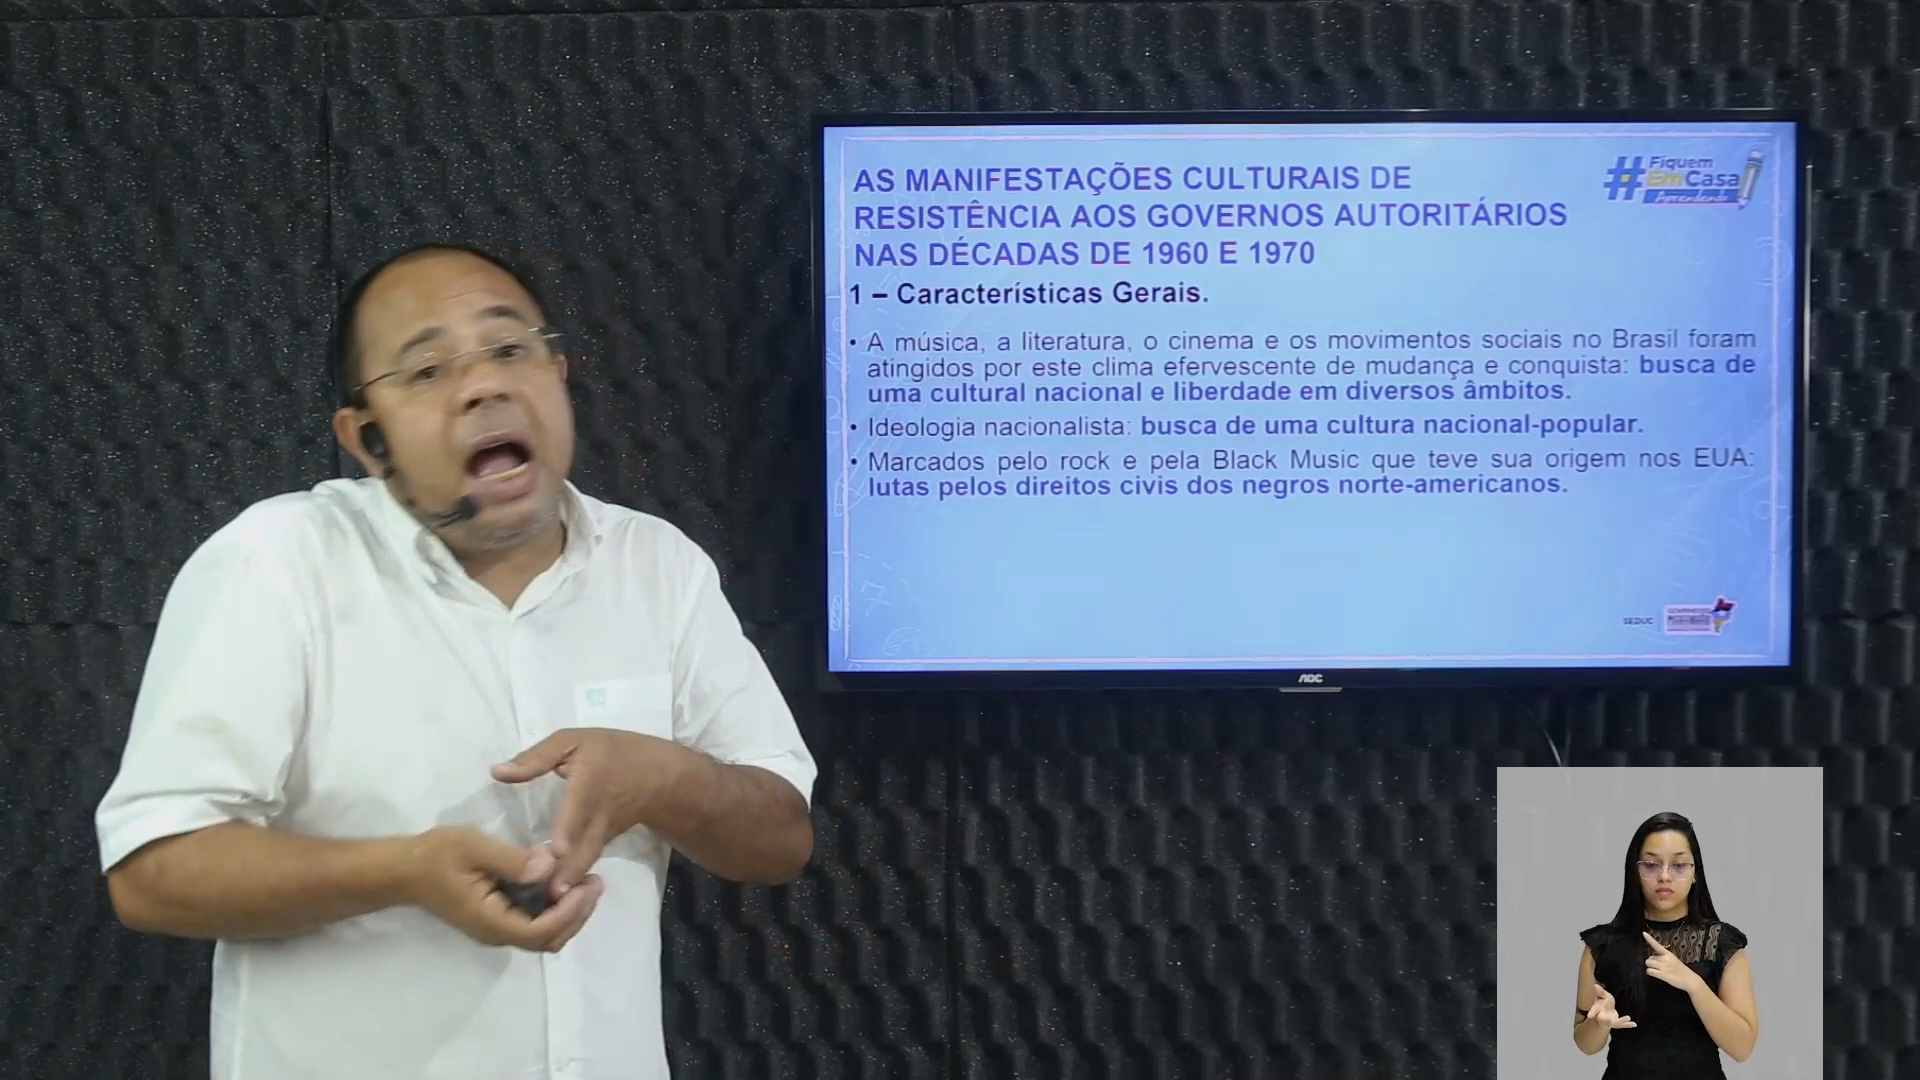 AS MANIFESTAÇÕES CULTURAIS DE
RESISTÊNCIA AOS GOVERNOS AUTORITÁRIOS
NAS DÉCADAS DE 1960 E 1970
#Fiquem
EmCasa
Aprendendo
1 – Características Gerais.
• A música, a literatura, o cinema e os movimentos sociais no Brasil foram
atingidos por este clima efervescente de mudança e conquista: busca de
uma cultural nacional e liberdade em diversos âmbitos.
• Ideologia nacionalista: busca de uma cultura nacional-popular.
• Marcados pelo rock e pela Black Music que teve sua origem nos EUA:
lutas pelos direitos civis dos negros norte-americanos.
SEDUC
AOC